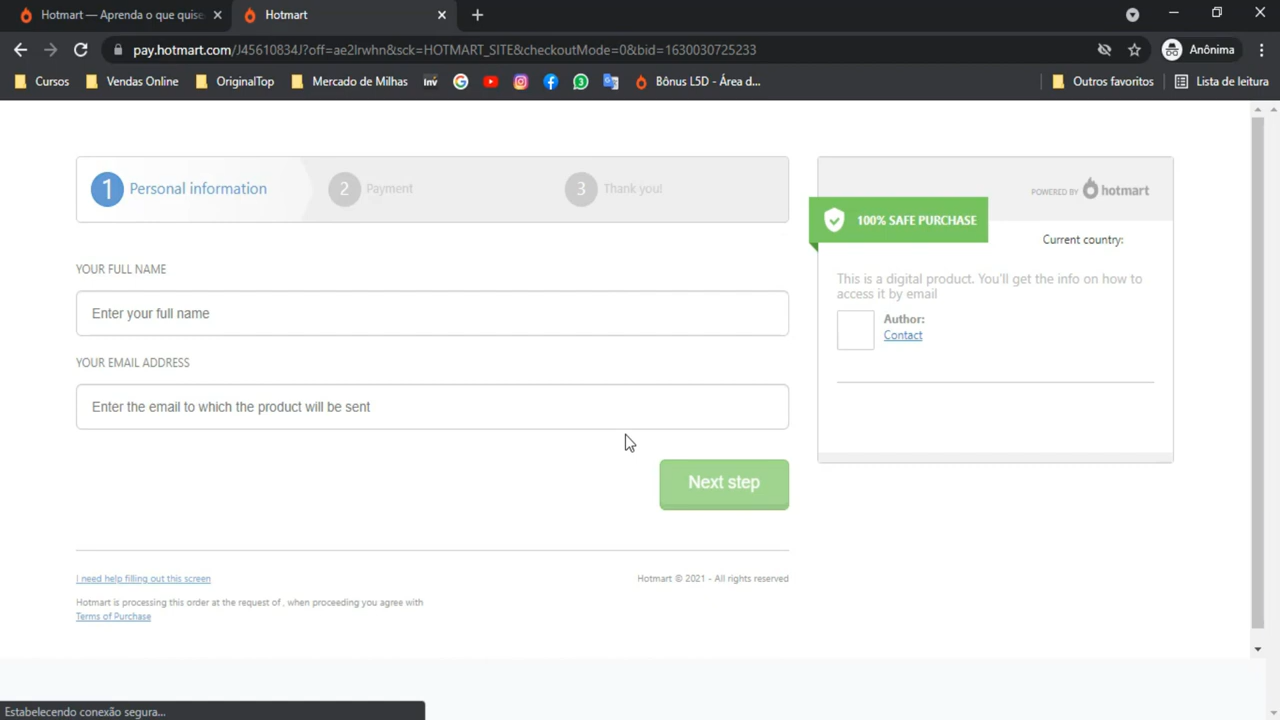 Hotmart — Aprenda o que quise
Hotmart
pay.hotmart.com/J45610834J?off=ae2lrwhn&sck=HOTMART_SITE&checkoutMode=0&bid=1630030725233
Anônima
Cursos
Vendas Online
OriginalTop
Mercado de Milhas
inv
Bônus L5D - Área d...
Outros favoritos
Lista de leitura
1 Personal information
2 Payment
3 Thank you!
POWERED BY hotmart
100% SAFE PURCHASE
Current country:
YOUR FULL NAME
Enter your full name
This is a digital product. You'll get the info on how to
access it by email
Author:
Contact
YOUR EMAIL ADDRESS
Enter the email to which the product will be sent
Next step
I need help filling out this screen
Hotmart © 2021 - All rights reserved
Hotmart is processing this order at the request of , when proceeding you agree with
Terms of Purchase
Estabelecendo conexão segura...